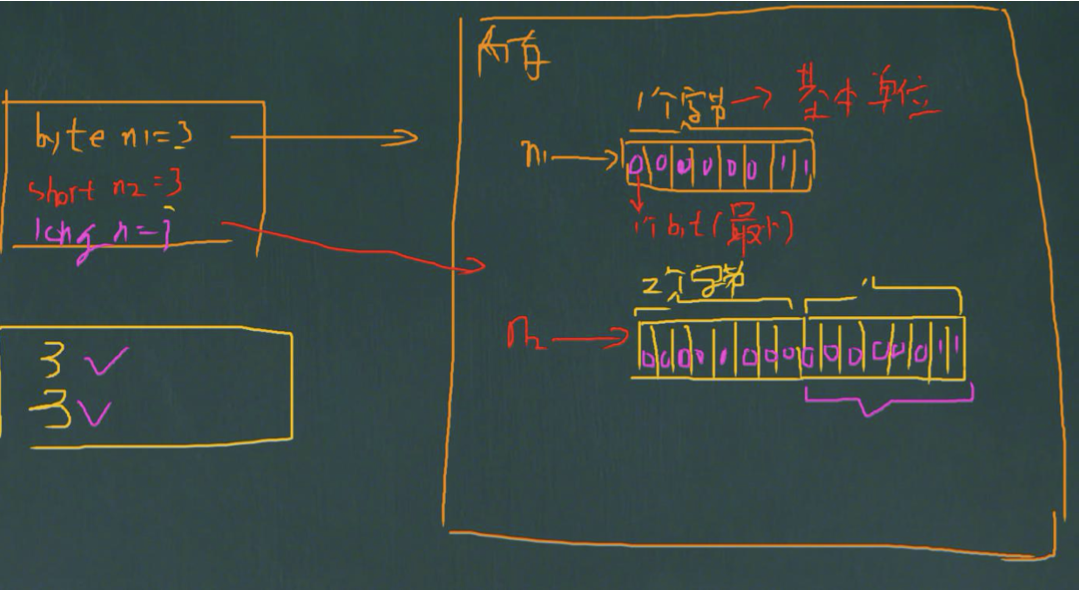 内存
byte n1=3
short n2=3
long n=3
3
3
1个字节 → 基本单位
n1
0 0 0 0 0 0 1 1
1个bit(最小)
2个字节
n2
0 0 0 0 0 0 0 0 0 0 0 0 0 0 1 1